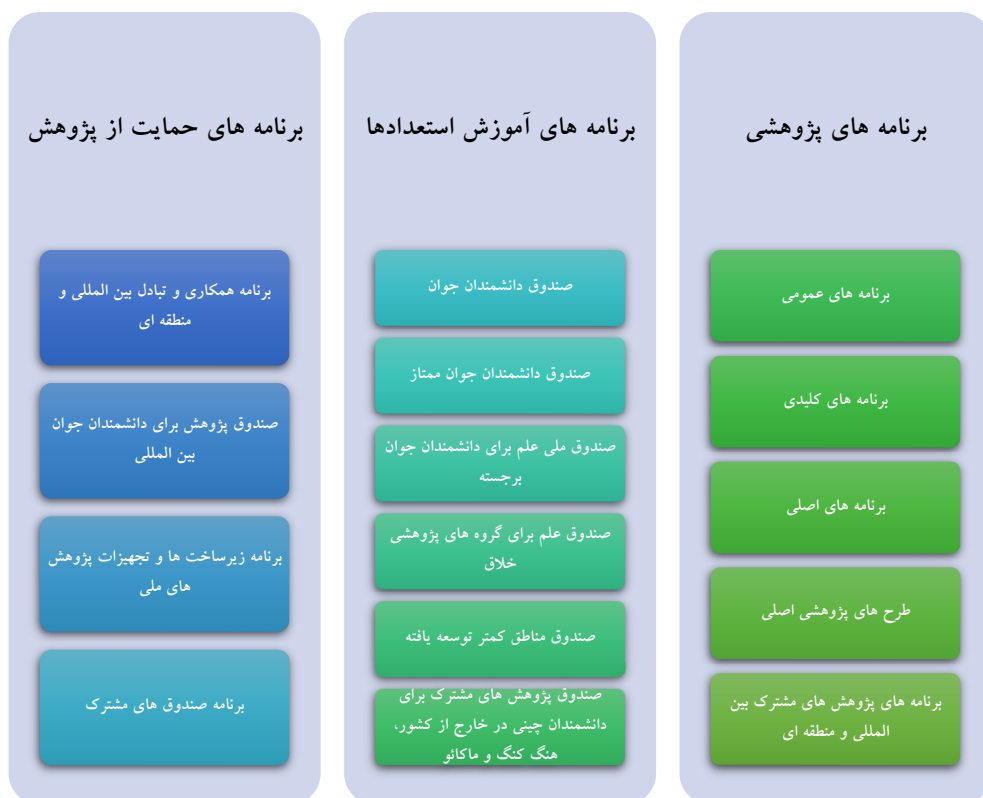 برنامه های پژوهشی
برنامه های عمومی
برنامه های کلیدی
برنامه های اصلی
طرح های پژوهشی اصلی
برنامه های پژوهش های مشترک بین
المللی و منطقه ای
برنامه های آموزش استعدادها
صندوق دانشمندان جوان
صندوق دانشمندان جوان ممتاز
صندوق ملی علم برای دانشمندان جوان
برجسته
صندوق علم برای گروه های پژوهشی
خلاق
صندوق مناطق کمتر توسعه یافته
صندوق پژوهش های مشترک برای
دانشمندان چینی در خارج از کشور،
هنگ کنگ و ماکائو
برنامه های حمایت از پژوهش
برنامه همکاری و تبادل بین المللی و
منطقه ای
صندوق پژوهش برای دانشمندان جوان
بین المللی
برنامه زیرساخت ها و تجهیزات پژوهش
های ملی
برنامه صندوق های مشترک